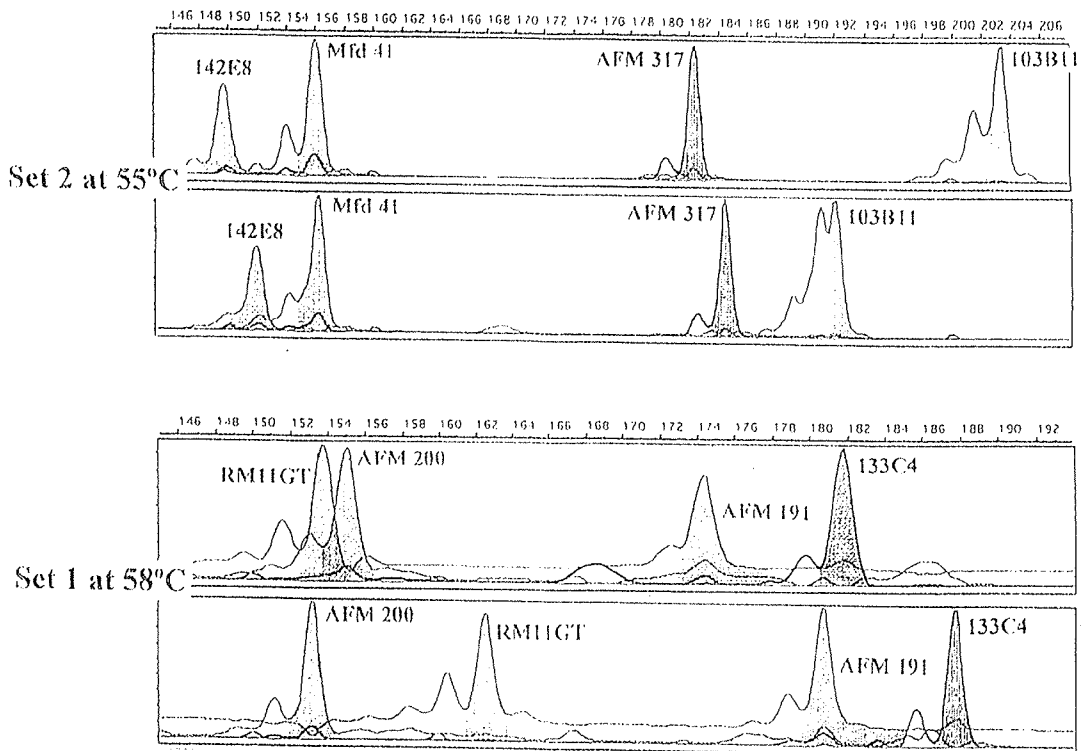 146 148 150 152 154 156 158 160 162 164 166 168 170 172 174 176 178 180 182 184 186 188 190 192 194 196 198 200 202 204 206
142E8 Mfd 41 AFM 317 103B11
Set 2 at 55°C
142E8 Mfd 41 AFM 317 103B11
146 148 150 152 154 156 158 160 162 164 166 168 170 172 174 176 178 180 182 184 186 188 190 192
RM11GT AFM 200 AFM 191 133C4
Set 1 at 58°C
AFM 200 RM11GT AFM 191 133C4